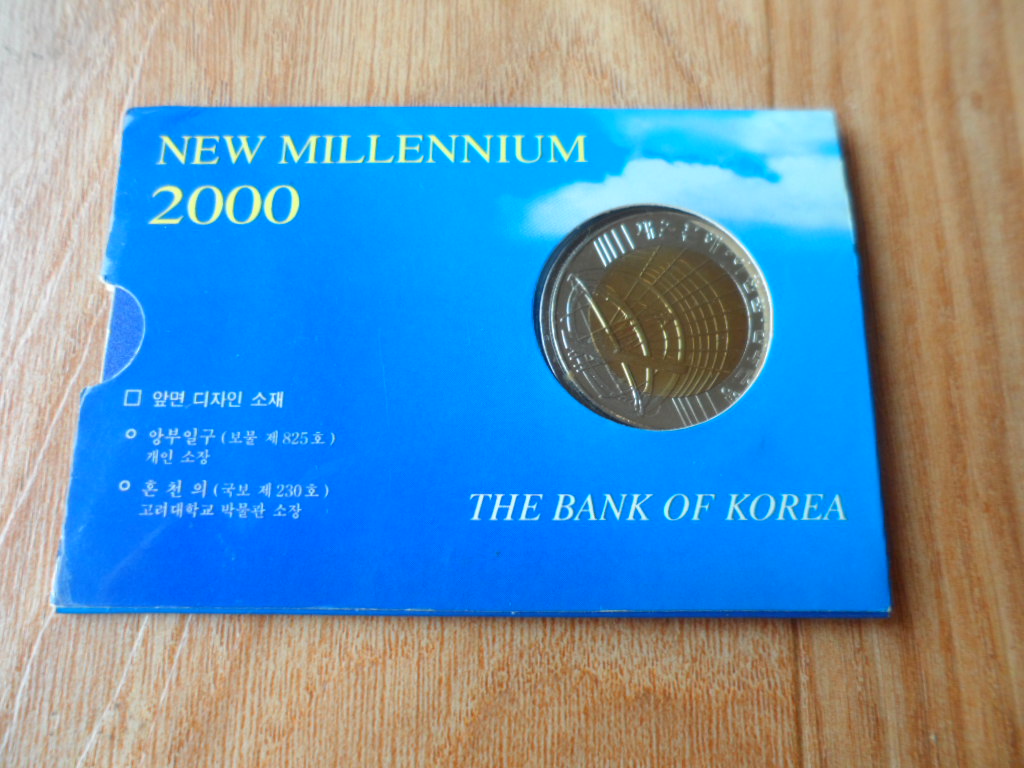 NEW MILLENNIUM
2000
□ 앞면 디자인 소재
○ 앙부일구 (보물 제825호)
개인 소장
○ 혼 천 의 (국보 제230호)
고려대학교 박물관 소장
THE BANK OF KOREA